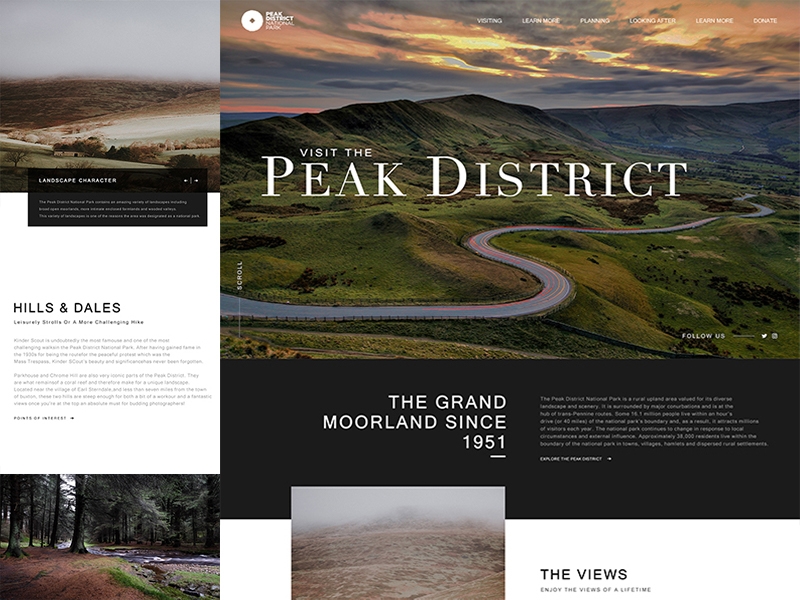 LANDSCAPE CHARACTER
The Peak District National Park contains an amazing variety of landscapes including
broad open moorlands, more intimate enclosed farmlands and wooded valleys.
This variety of landscapes is one of the reasons the area was designated as a national park.
HILLS & DALES
Leisurely Strolls Or A More Challenging Hike
Kinder Scout is undoubtedly the most famouse and one of the most
challenging walksin the Peak District National Park. After having gained fame in
the 1930s for being the routefor the peaceful protest which was the
Mass Trespass, Kinder SCout's beauty and significancehas never been forgotten.
Parkhouse and Chrome Hill are also very iconic parts of the Peak District. They
are what remainsof a coral reef and therefore make for a unique landscape.
Located near the village of Earl Sterndale,and less than seven miles from the town
of buxton, these two hills are steep enough for both a bit of a workout and a fantastic
views once you're at the top an absolute must for budding photographers!
POINTS OF INTEREST
PEAK
DISTRICT
NATIONAL
PARK
VISITING
LEARN MORE
PLANNING
LOOKING AFTER
LEARN MORE
DONATE
VISIT THE
PEAK DISTRICT
SCROLL
FOLLOW US
THE GRAND
MOORLAND SINCE
1951
The Peak District National Park is a rural upland area valued for its diverse
landscape and scenery. It is surrounded by major conurbations and is at the
hub of trans-Pennine routes. Some 16.1 million people live within an hour's
drive (or 40 miles) of the national park's boundary and, as a result, it attracts millions
of visitors each year. The national park continues to change in response to local
circumstances and external influence. Approximately 38,000 residents live within the
boundary of the national park in towns, villages, hamlets and dispersed rural settlements.
EXPLORE THE PEAK DISTRICT
THE VIEWS
ENJOY THE VIEWS OF A LIFETIME